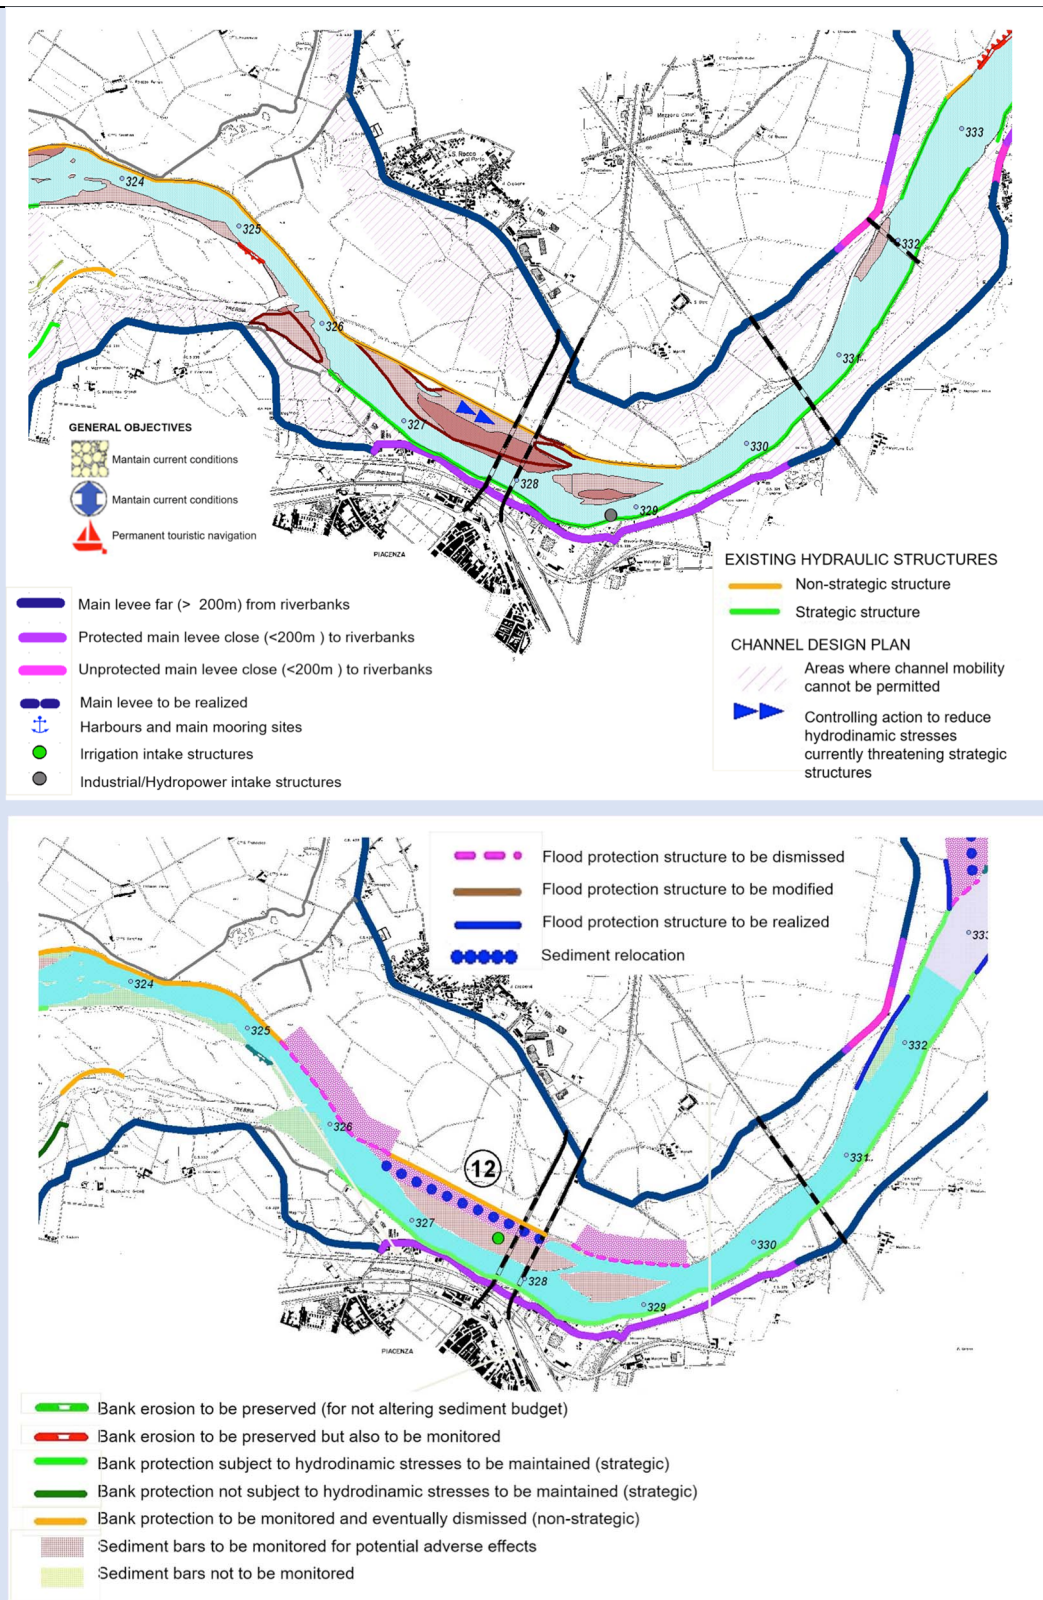 333
S. Rocco
al Porto
324
325
332
326
TREBBIA
331
GENERAL OBJECTIVES
Mantain current conditions
327
330
Mantain current conditions
328
329
Permanent touristic navigation
PIACENZA
EXISTING HYDRAULIC STRUCTURES
Non-strategic structure
Strategic structure
CHANNEL DESIGN PLAN
Areas where channel mobility
cannot be permitted
Controlling action to reduce
hydrodinamic stresses
currently threatening strategic
structures
Main levee far (> 200m) from riverbanks
Protected main levee close (<200m ) to riverbanks
Unprotected main levee close (<200m ) to riverbanks
Main levee to be realized
Harbours and main mooring sites
Irrigation intake structures
Industrial/Hydropower intake structures
Flood protection structure to be dismissed
Flood protection structure to be modified
Flood protection structure to be realized
Sediment relocation
333
324
325
332
TREBBIA
326
331
12
327
330
328
329
PIACENZA
Bank erosion to be preserved (for not altering sediment budget)
Bank erosion to be preserved but also to be monitored
Bank protection subject to hydrodinamic stresses to be maintained (strategic)
Bank protection not subject to hydrodinamic stresses to be maintained (strategic)
Bank protection to be monitored and eventually dismissed (non-strategic)
Sediment bars to be monitored for potential adverse effects
Sediment bars not to be monitored